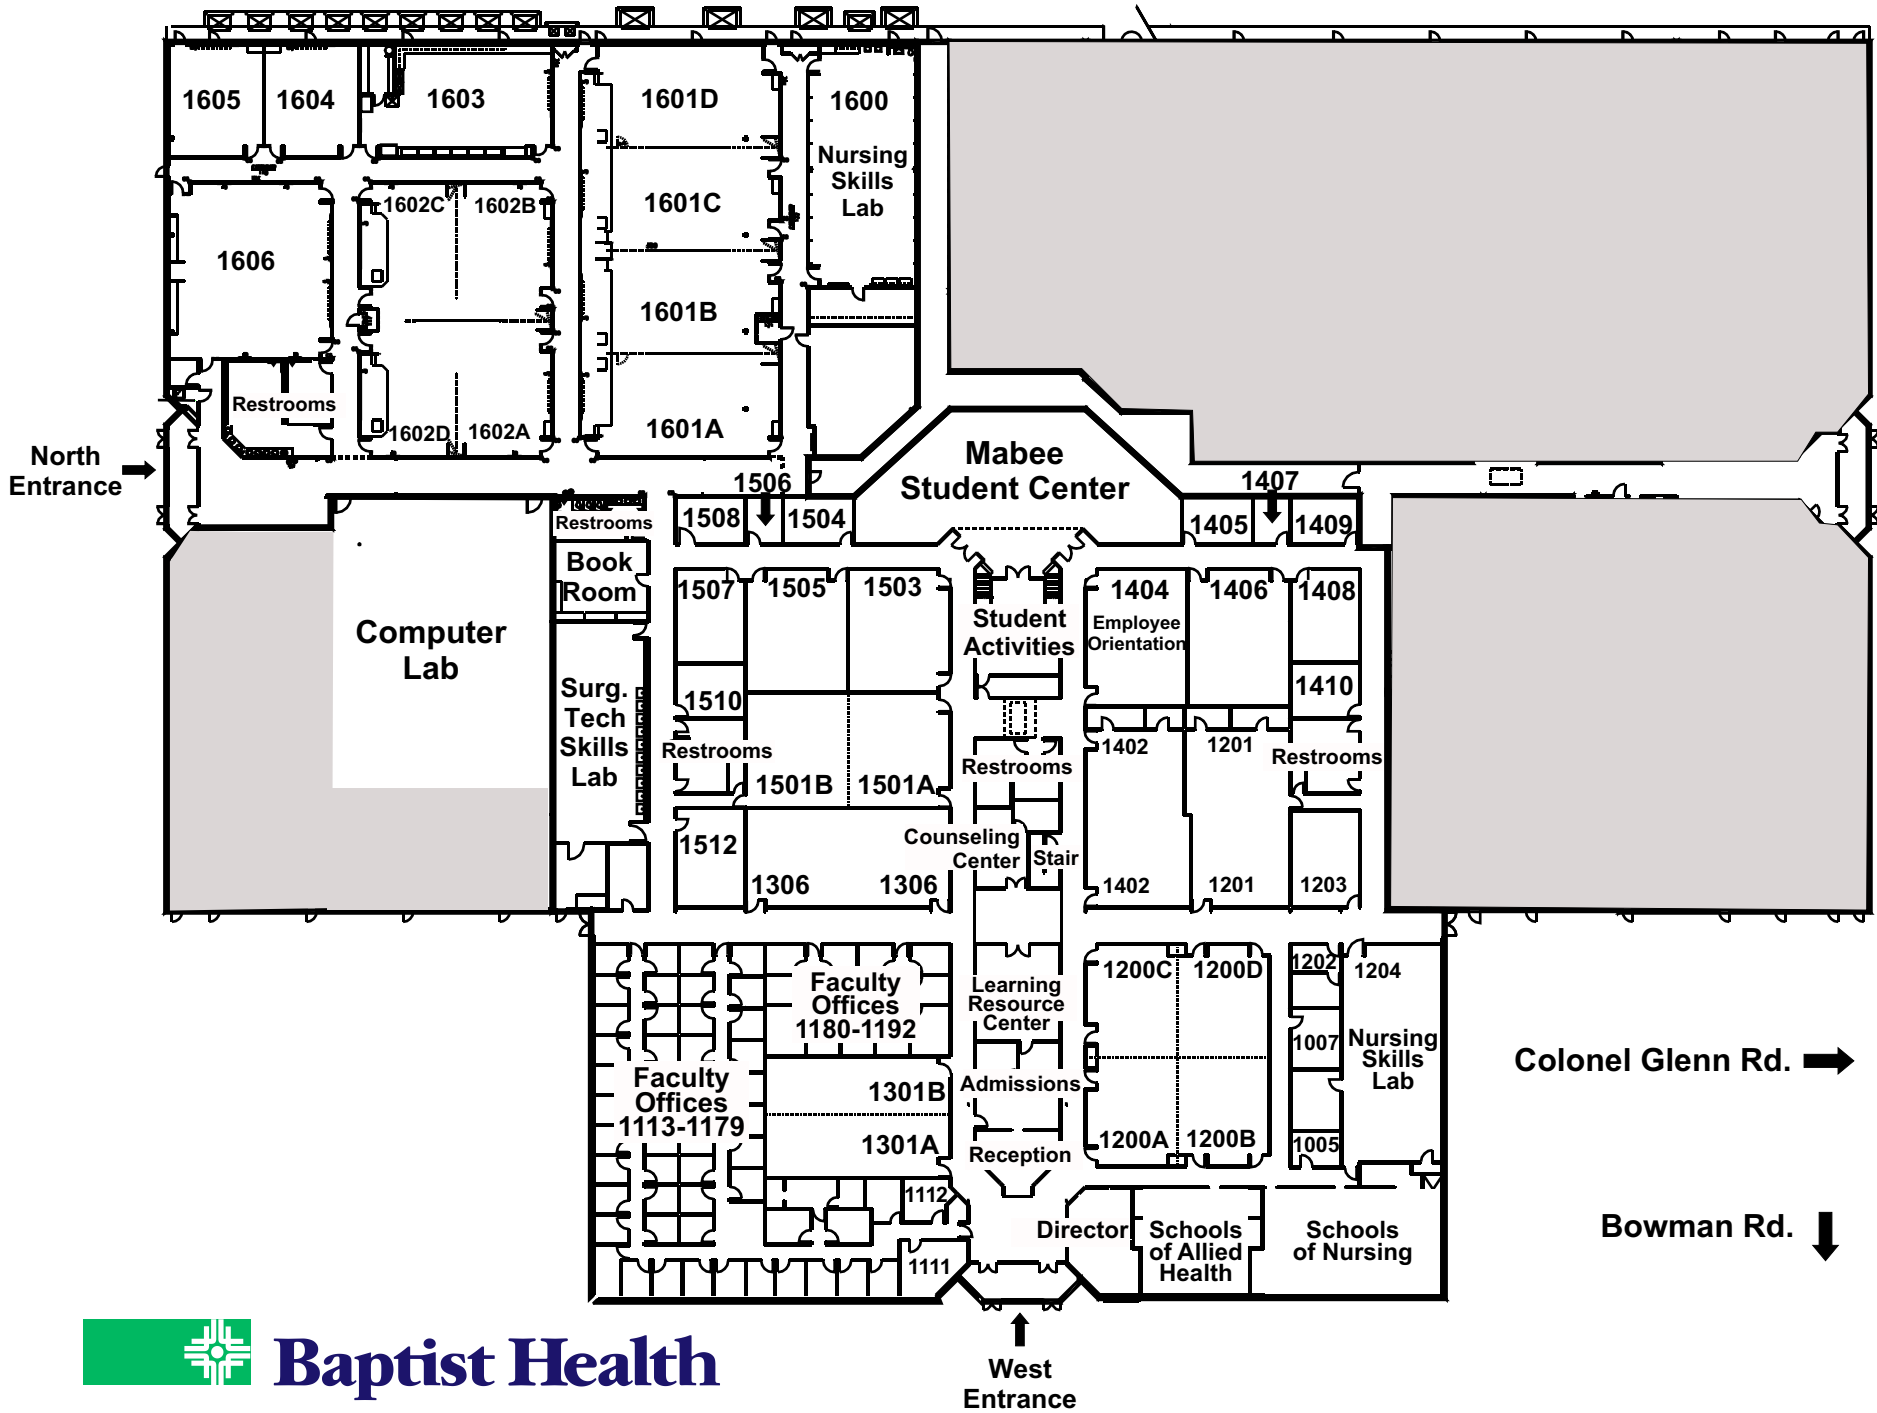 1605
1604
1603
1601D
1600
Nursing
Skills
Lab
1602C
1602B
1601C
1606
1601B
Restrooms
1602D
1602A
1601A
North
Entrance
Mabee
Student Center
1506
1407
1508
1504
1405
1409
Restrooms
Book
Room
1507
1505
1503
1404
Employee
Orientation
1406
1408
Student
Activities
Computer
Lab
Surg.
Tech
Skills
Lab
1510
1410
Restrooms
1501B
1501A
Restrooms
1402
1201
Restrooms
1512
Counseling
Center
Stair
1306
1306
1402
1201
1203
Faculty
Offices
1180-1192
Learning
Resource
Center
1200C
1200D
1202
1204
1007
Nursing
Skills
Lab
Colonel Glenn Rd.
Faculty
Offices
1113-1179
1301B
Admissions
1301A
Reception
1200A
1200B
1005
1112
Director
Schools
of Allied
Health
Schools
of Nursing
Bowman Rd.
1111
Baptist Health
West
Entrance